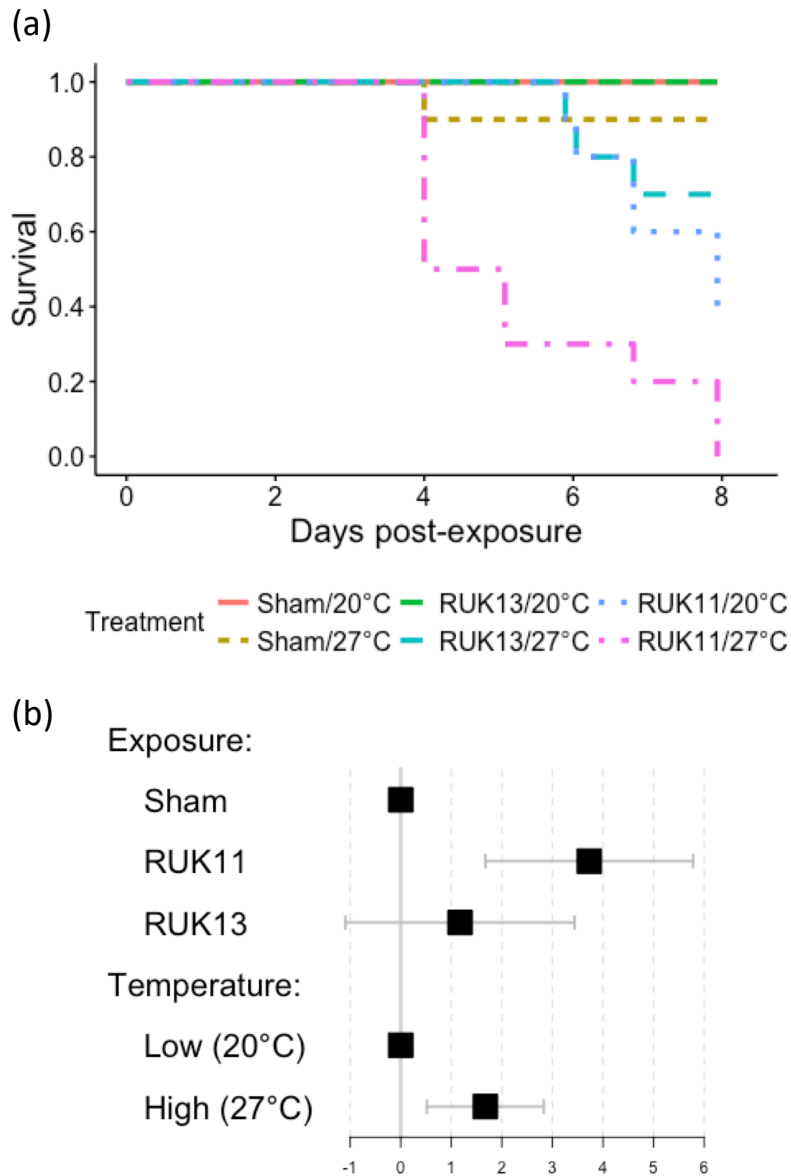 (a)
1.0
0.8
0.6
0.4
0.2
0.0
Survival
0 2 4 6 8
Days post-exposure
Treatment
Sham/20°C RUK13/20°C RUK11/20°C
Sham/27°C RUK13/27°C RUK11/27°C
(b)
Exposure:
Sham
RUK11
RUK13
Temperature:
Low (20°C)
High (27°C)
-1 0 1 2 3 4 5 6